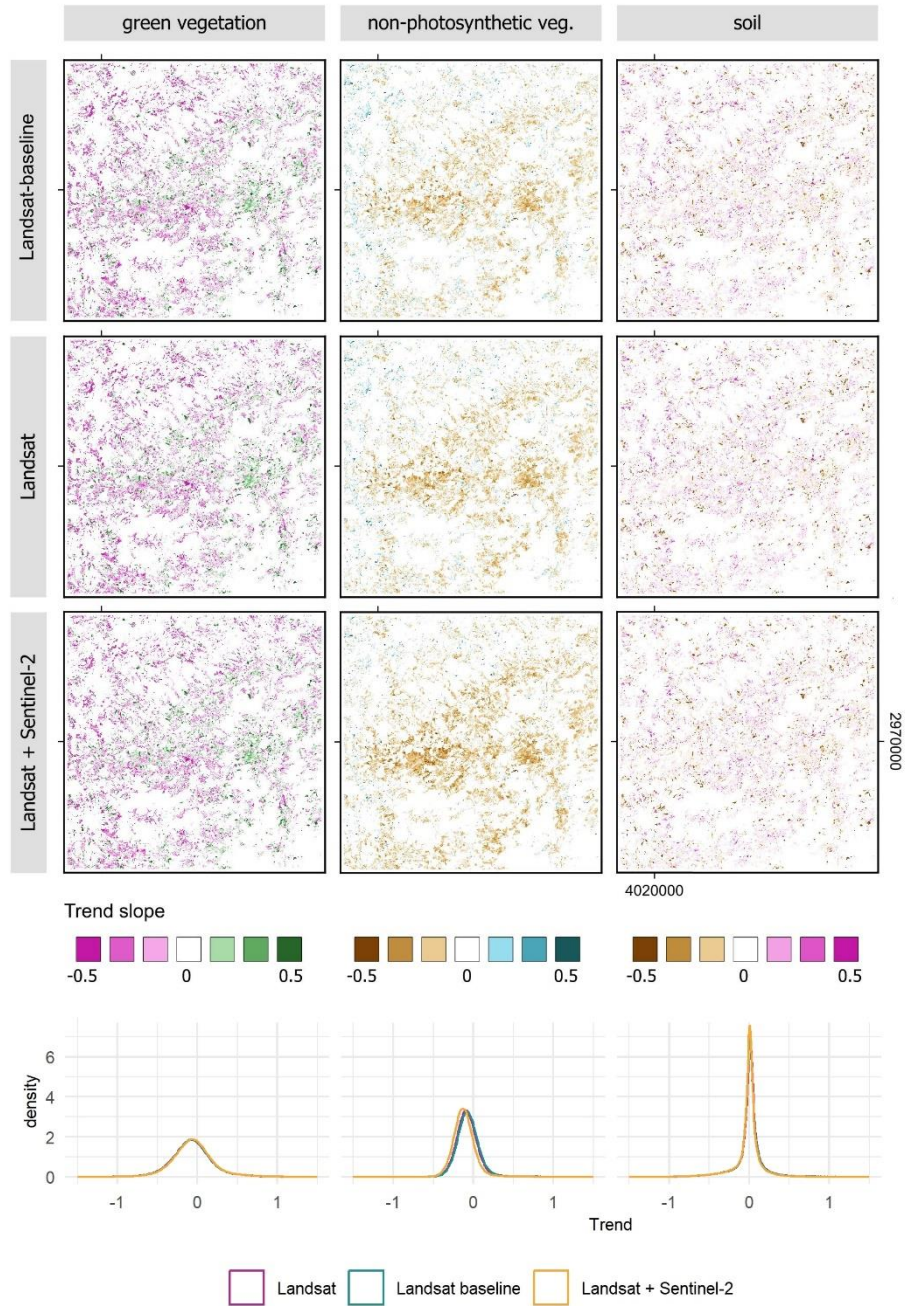 green vegetation
non-photosynthetic veg.
soil
Landsat-baseline
Landsat
Landsat + Sentinel-2
2970000
4020000
Trend slope
-0.5 0 0.5
-0.5 0 0.5
-0.5 0 0.5
density
6
4
2
0
-1 0 1
-1 0 1
-1 0 1
Trend
Landsat
Landsat baseline
Landsat + Sentinel-2